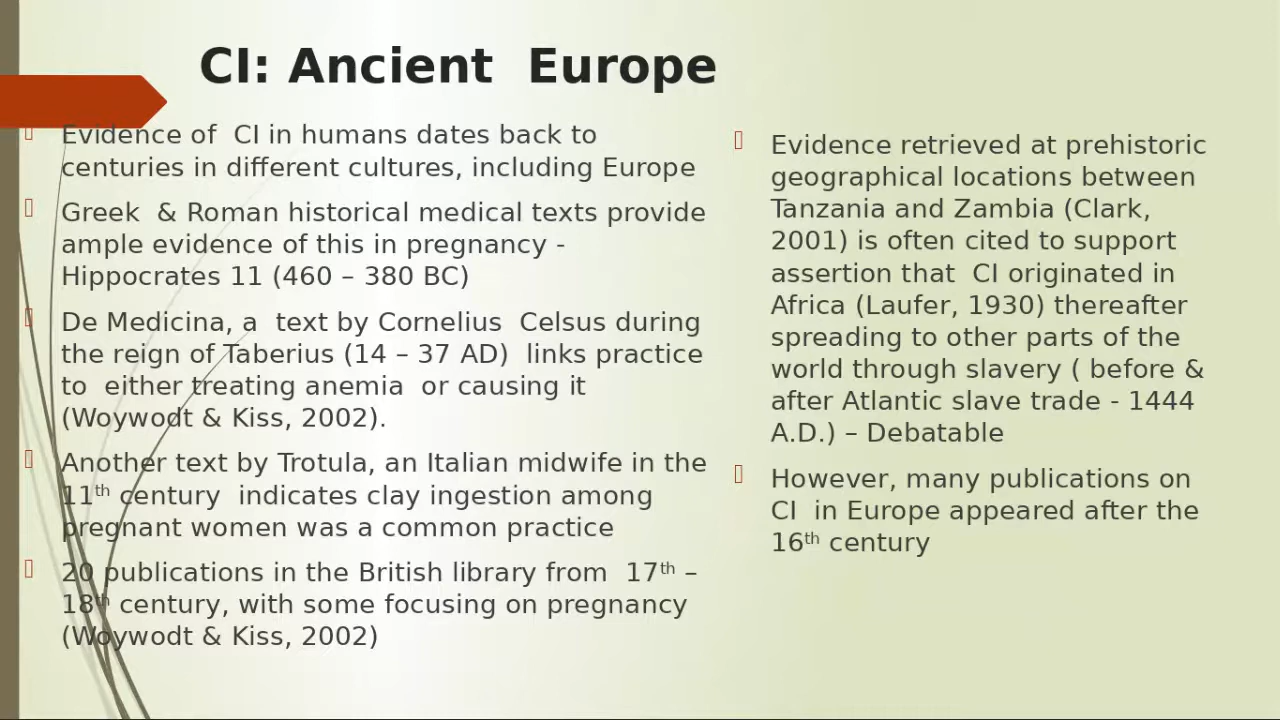 CI: Ancient  Europe
Evidence of  CI in humans dates back to
centuries in different cultures, including Europe
Greek  & Roman historical medical texts provide
ample evidence of this in pregnancy -
Hippocrates 11 (460 – 380 BC)
De Medicina, a  text by Cornelius  Celsus during
the reign of Taberius (14 – 37 AD)  links practice
to  either treating anemia  or causing it
(Woywodt & Kiss, 2002).
Another text by Trotula, an Italian midwife in the
11th century  indicates clay ingestion among
pregnant women was a common practice
20 publications in the British library from  17th –
18th century, with some focusing on pregnancy
(Woywodt & Kiss, 2002)
Evidence retrieved at prehistoric
geographical locations between
Tanzania and Zambia (Clark,
2001) is often cited to support
assertion that  CI originated in
Africa (Laufer, 1930) thereafter
spreading to other parts of the
world through slavery ( before &
after Atlantic slave trade - 1444
A.D.) – Debatable
However, many publications on
CI  in Europe appeared after the
16th century